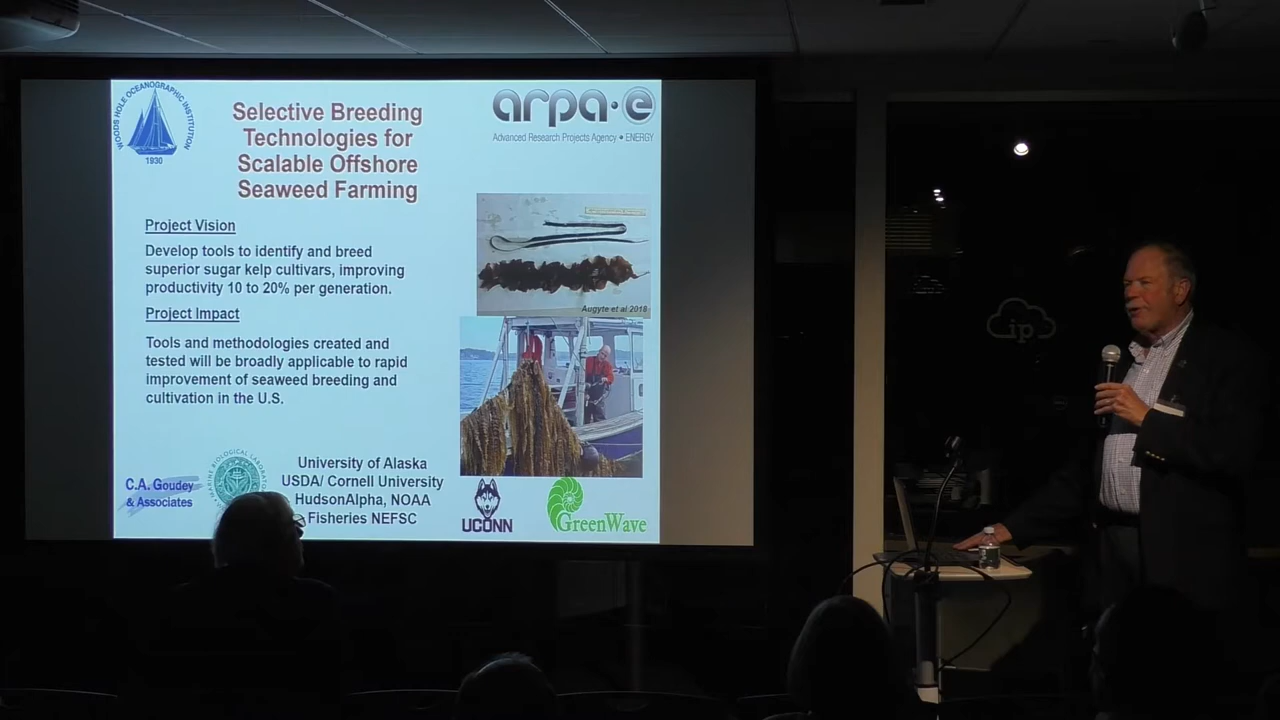 WOODS HOLE OCEANOGRAPHIC INSTITUTION
1930
Selective Breeding
Technologies for
Scalable Offshore
Seaweed Farming
arpa·e
Advanced Research Projects Agency • ENERGY
Project Vision
Develop tools to identify and breed
superior sugar kelp cultivars, improving
productivity 10 to 20% per generation.
Augyte et al 2018
Project Impact
Tools and methodologies created and
tested will be broadly applicable to rapid
improvement of seaweed breeding and
cultivation in the U.S.
C.A. Goudey
& Associates
BIOLOGICAL
University of Alaska
USDA/ Cornell University
HudsonAlpha, NOAA
Fisheries NEFSC
UCONN
GreenWave
ip